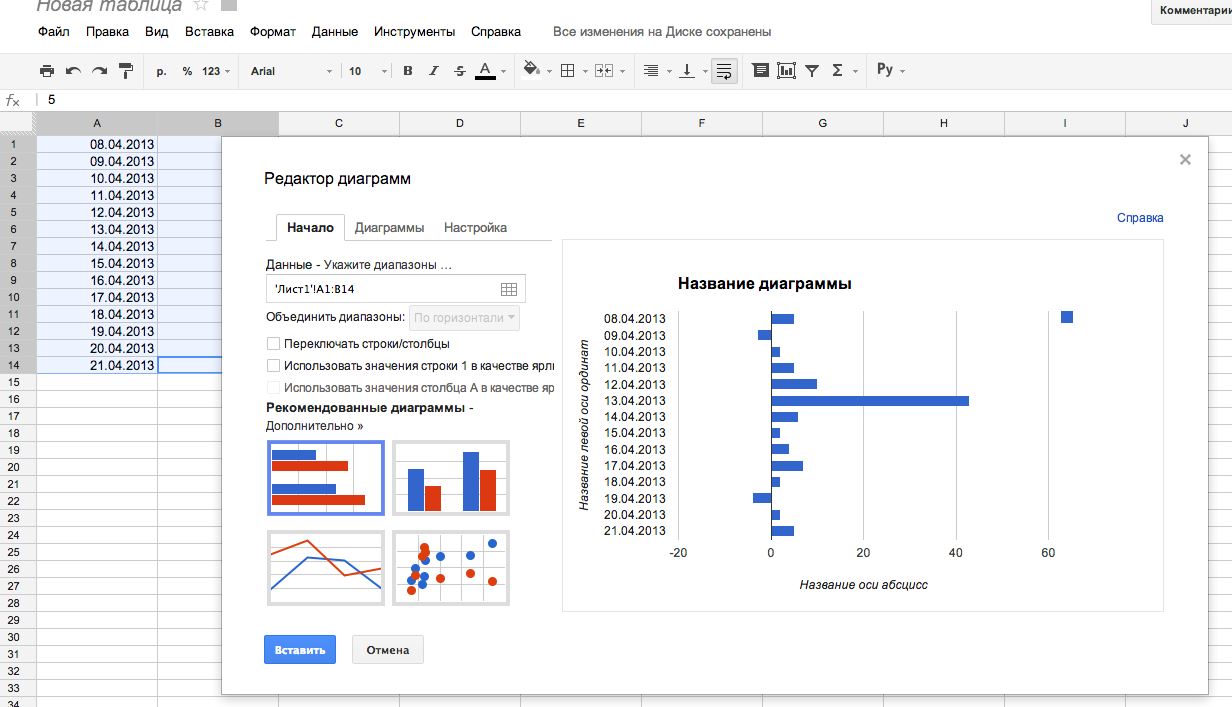 Новая таблица
Комментарии
Файл Правка Вид Вставка Формат Данные Инструменты Справка Все изменения на Диске сохранены
р. % 123 Arial 10 B I S A Σ Ру
fx 5
A B C D E F G H I J
1 08.04.2013
2 09.04.2013
3 10.04.2013
4 11.04.2013
5 12.04.2013
6 13.04.2013
7 14.04.2013
8 15.04.2013
9 16.04.2013
10 17.04.2013
11 18.04.2013
12 19.04.2013
13 20.04.2013
14 21.04.2013
15
16
17
18
19
20
21
22
23
24
25
26
27
28
29
30
31
32
33
34
Редактор диаграмм
Справка
Начало Диаграммы Настройка
Данные - Укажите диапазоны ...
'Лист1'!A1:B14
Объединить диапазоны: По горизонтали
Переключать строки/столбцы
Использовать значения строки 1 в качестве ярл
Использовать значения столбца A в качестве яр
Рекомендованные диаграммы -
Дополнительно »
Вставить Отмена
Название диаграммы
Название левой оси ординат
08.04.2013
09.04.2013
10.04.2013
11.04.2013
12.04.2013
13.04.2013
14.04.2013
15.04.2013
16.04.2013
17.04.2013
18.04.2013
19.04.2013
20.04.2013
21.04.2013
-20 0 20 40 60
Название оси абсцисс